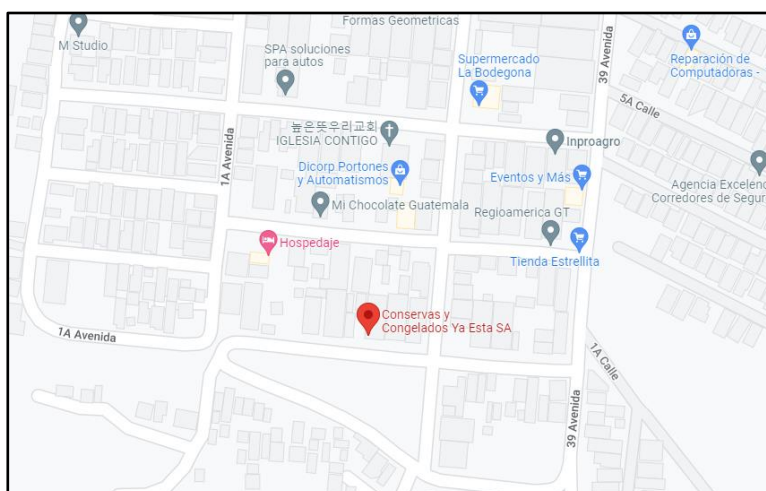 Formas Geometricas
M Studio
SPA soluciones
para autos
Supermercado
La Bodegona
39 Avenida
Reparación de
Computadoras -
5A Calle
높은뜻우리교회
IGLESIA CONTIGO
1A Avenida
Inproagro
Dicorp Portones
y Automatismos
Eventos y Más
Agencia Excelenc
Corredores de Segur
Mi Chocolate Guatemala
Regioamerica GT
Hospedaje
Tienda Estrellita
Conservas y
Congelados Ya Esta SA
1A Avenida
1A Calle
39 Avenida